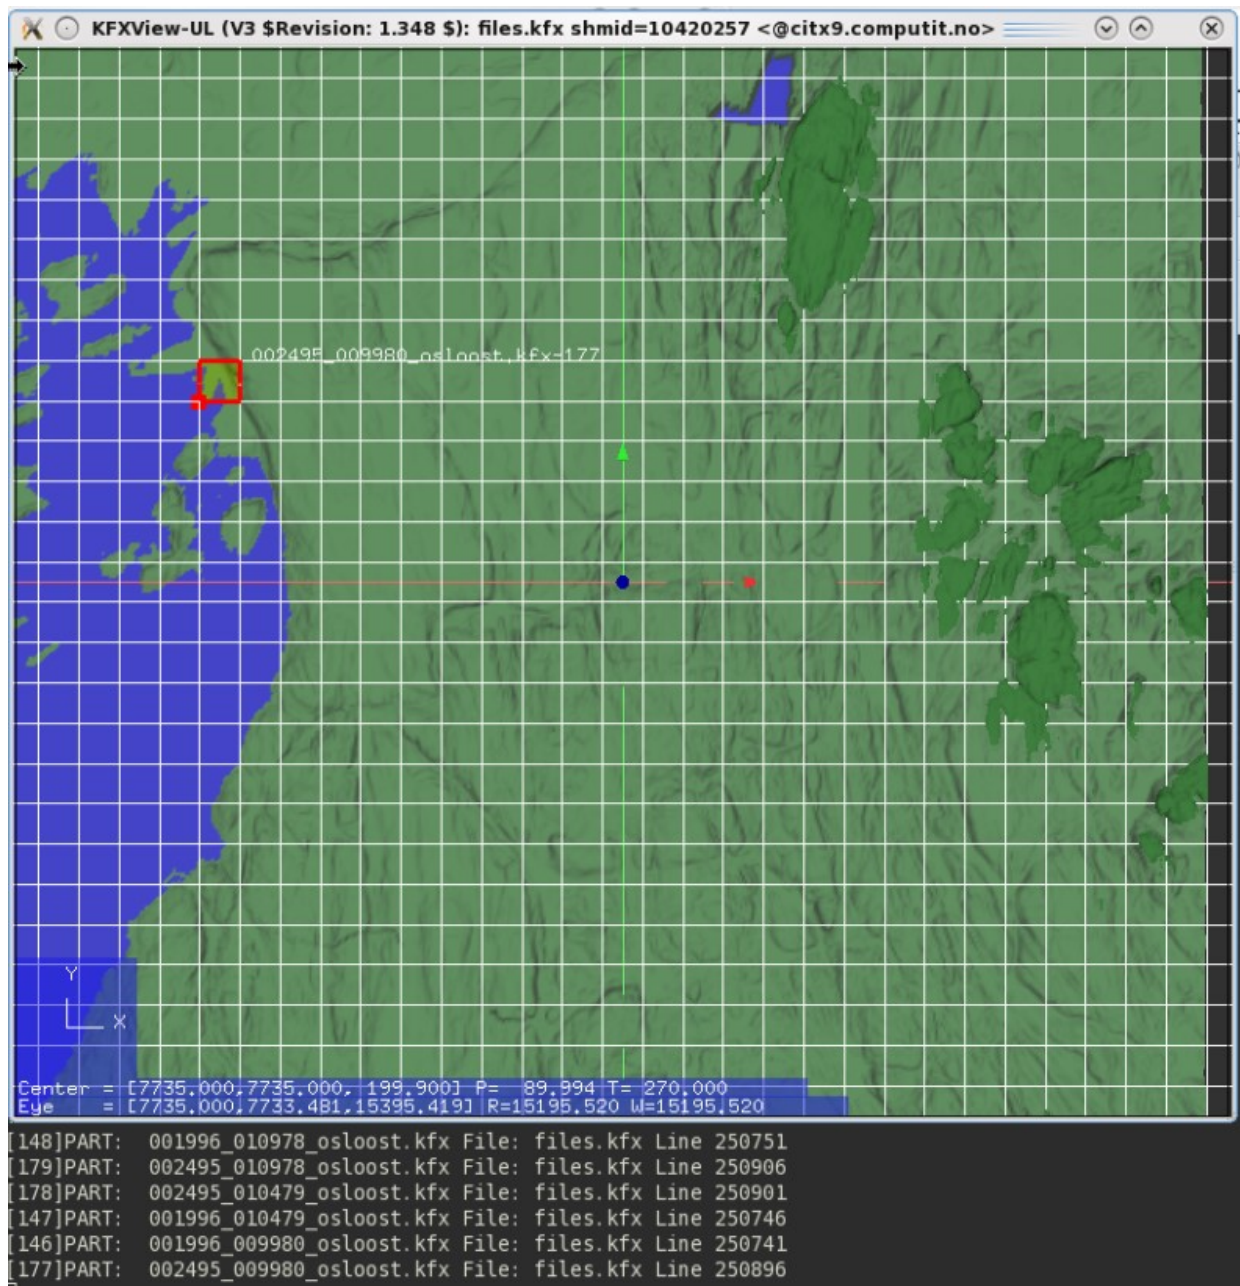 KFXView-UL (V3 $Revision: 1.348 $): files.kfx shmid=10420257 <@citx9.computit.no>
002495_009980_osloost.kfx-177
Y
X
Center = [7735.000,7735.000, 199.900] P= 89.994 T= 270.000
Eye = [7735.000,7733.481,15395.419] R=15195.520 W=15195.520
[148]PART: 001996_010978_osloost.kfx File: files.kfx Line 250751
[179]PART: 002495_010978_osloost.kfx File: files.kfx Line 250906
[178]PART: 002495_010479_osloost.kfx File: files.kfx Line 250901
[147]PART: 001996_010479_osloost.kfx File: files.kfx Line 250746
[146]PART: 001996_009980_osloost.kfx File: files.kfx Line 250741
[177]PART: 002495_009980_osloost.kfx File: files.kfx Line 250896